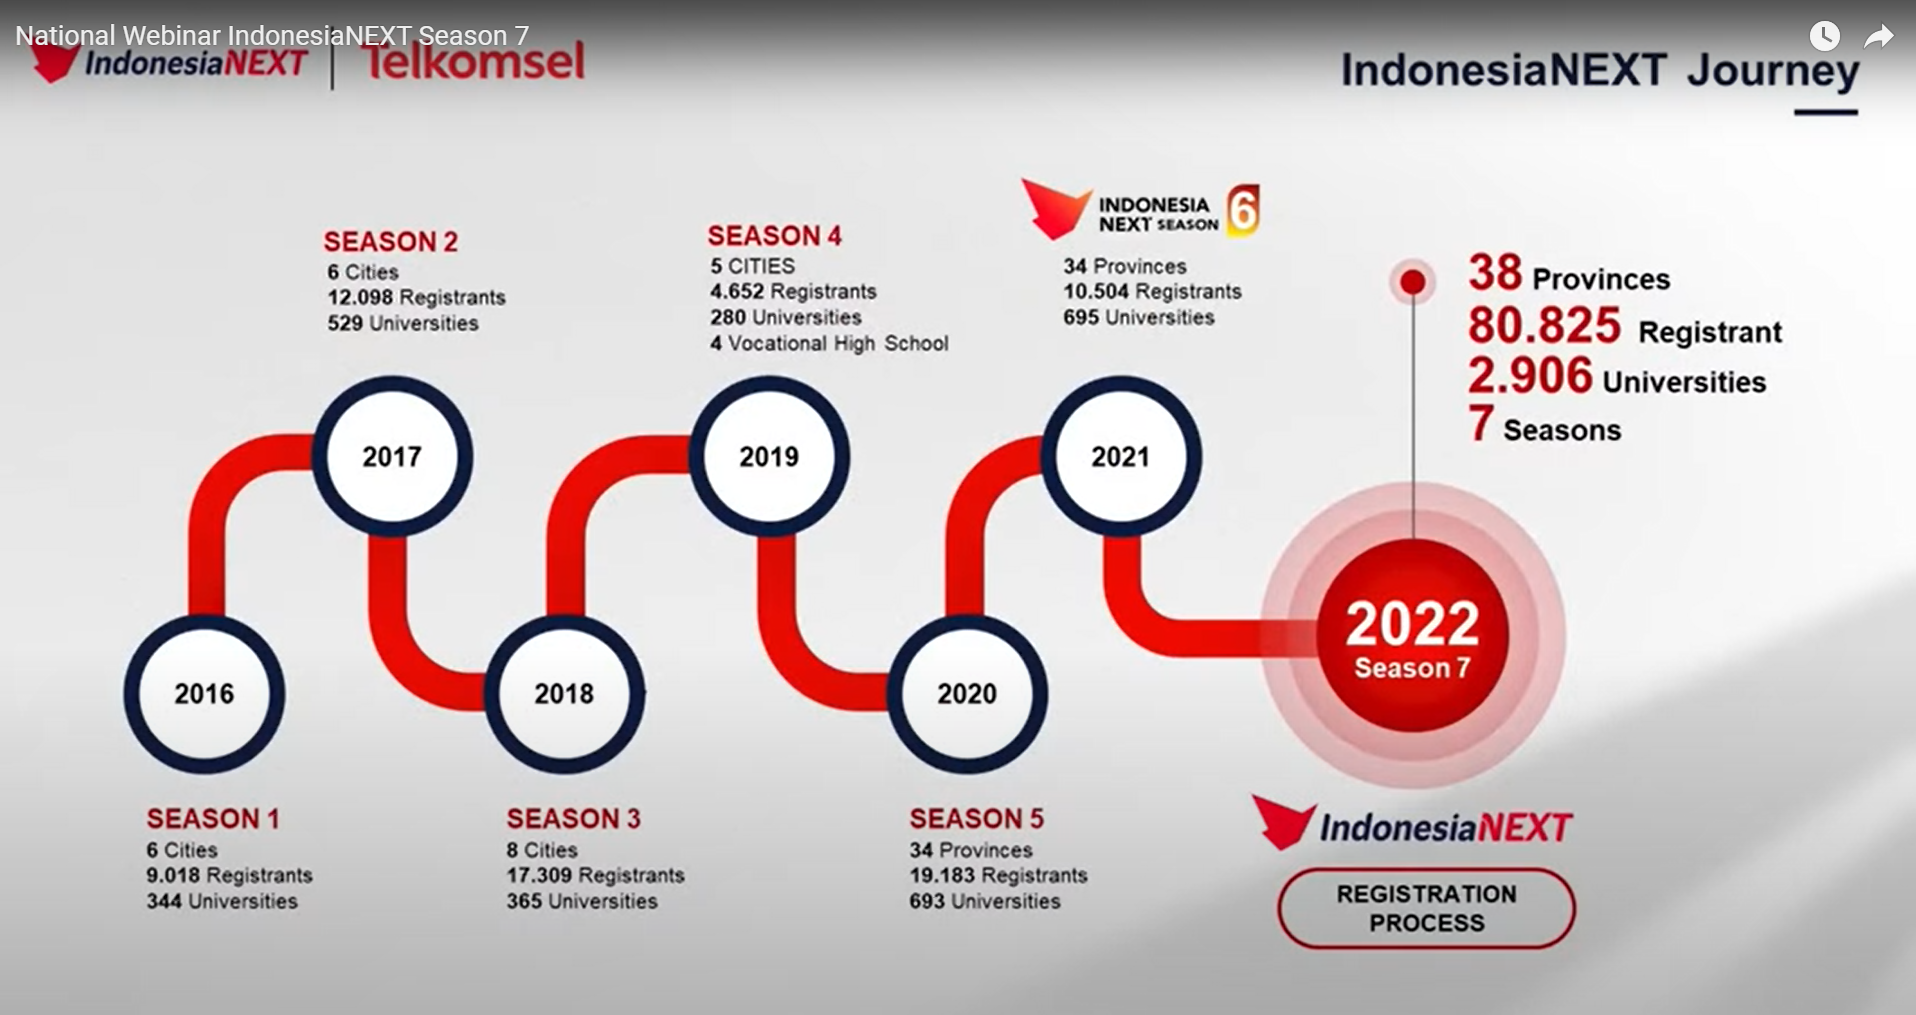 National Webinar IndonesiaNEXT Season 7
IndonesiaNEXT | Telkomsel
IndonesiaNEXT Journey
SEASON 2
6 Cities
12.098 Registrants
529 Universities
SEASON 4
5 CITIES
4.652 Registrants
280 Universities
4 Vocational High School
INDONESIA
NEXT SEASON 6
34 Provinces
10.504 Registrants
695 Universities
38 Provinces
80.825 Registrant
2.906 Universities
7 Seasons
2017
2019
2021
2016
2018
2020
2022
Season 7
SEASON 1
6 Cities
9.018 Registrants
344 Universities
SEASON 3
8 Cities
17.309 Registrants
365 Universities
SEASON 5
34 Provinces
19.183 Registrants
693 Universities
IndonesiaNEXT
REGISTRATION
PROCESS